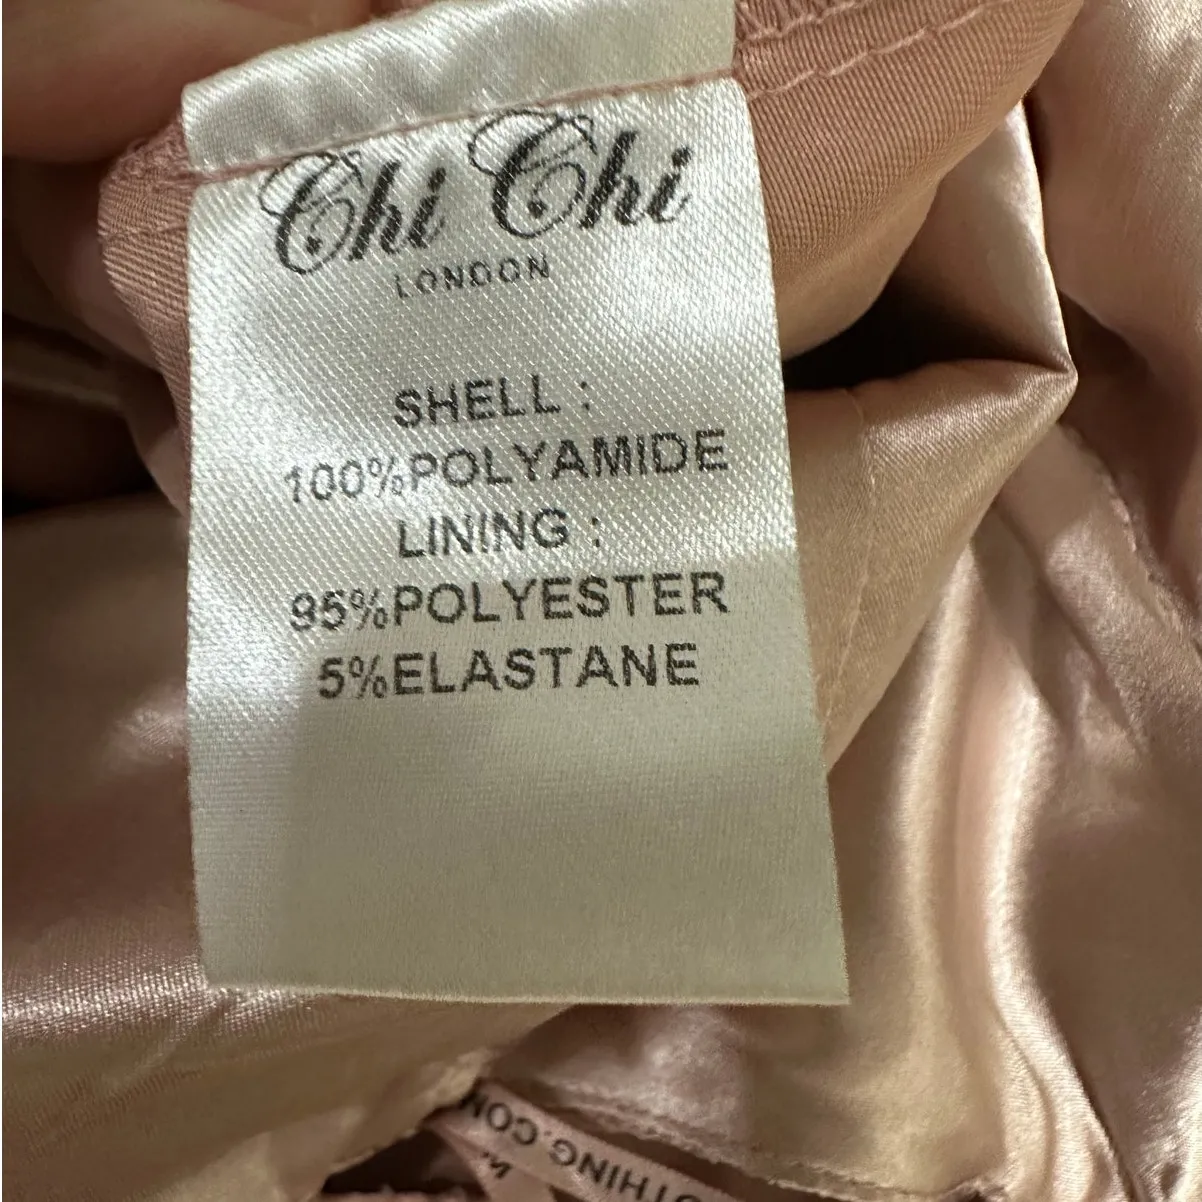 Chi Chi
LONDON
SHELL :
100%POLYAMIDE
LINING :
95%POLYESTER
5%ELASTANE